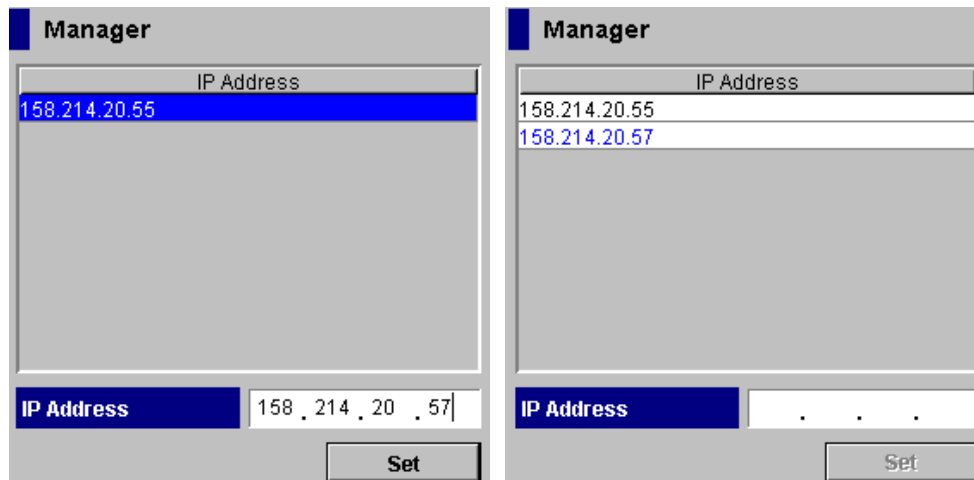 Manager
IP Address
158.214.20.55
IP Address
158 . 214 . 20 . 57
Set
Manager
IP Address
158.214.20.55
158.214.20.57
IP Address
. . .
Set